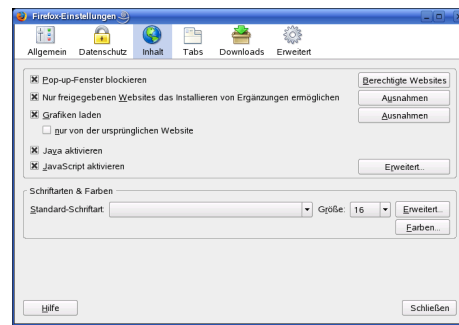 Firefox-Einstellungen
Allgemein Datenschutz Inhalt Tabs Downloads Erweitert
Pop-up-Fenster blockieren Berechtigte Websites
Nur freigegebenen Websites das Installieren von Ergänzungen ermöglichen Ausnahmen
Grafiken laden Ausnahmen
nur von der ursprünglichen Website
Java aktivieren
JavaScript aktivieren Erweitert...
Schriftarten & Farben
Standard-Schriftart: Größe: 16 Erweitert...
Farben...
Hilfe Schließen